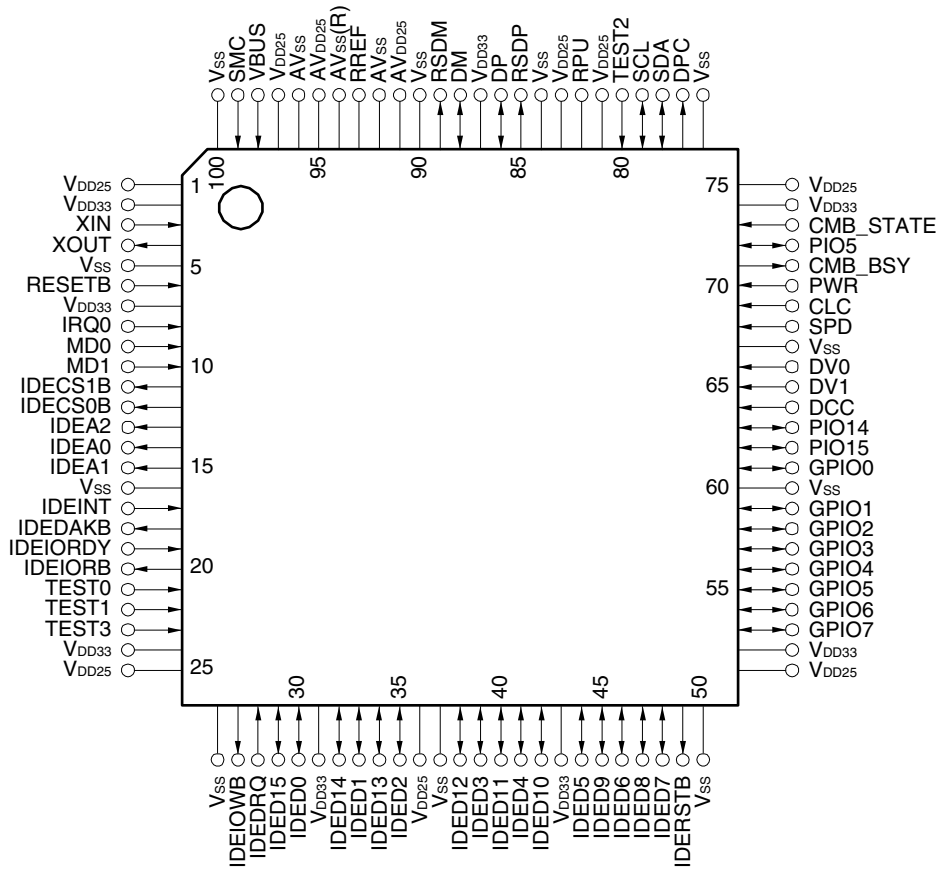 VSS
SMC
VBUS
VDD25
AVSS
AVDD25
AVSS(R)
RREF
AVSS
AVDD25
VSS
RSDM
DM
VDD33
DP
RSDP
VSS
VDD25
RPU
VDD25
TEST2
SCL
SDA
DPC
VSS
100
95
90
85
80
VDD25
VDD33
XIN
XOUT
VSS
RESETB
VDD33
IRQ0
MD0
MD1
IDECS1B
IDECS0B
IDEA2
IDEA0
IDEA1
VSS
IDEINT
IDEDAKB
IDEIORDY
IDEIORB
TEST0
TEST1
TEST3
VDD33
VDD25
1
5
10
15
20
25
75
70
65
60
55
VDD25
VDD33
CMB_STATE
PIO5
CMB_BSY
PWR
CLC
SPD
VSS
DV0
DV1
DCC
PIO14
PIO15
GPIO0
VSS
GPIO1
GPIO2
GPIO3
GPIO4
GPIO5
GPIO6
GPIO7
VDD33
VDD25
30
35
40
45
50
VSS
IDEIOWB
IDEDRQ
IDED15
IDED0
VDD33
IDED14
IDED1
IDED13
IDED2
VDD25
VSS
IDED12
IDED3
IDED11
IDED4
IDED10
VDD33
IDED5
IDED9
IDED6
IDED8
IDED7
IDERSTB
VSS